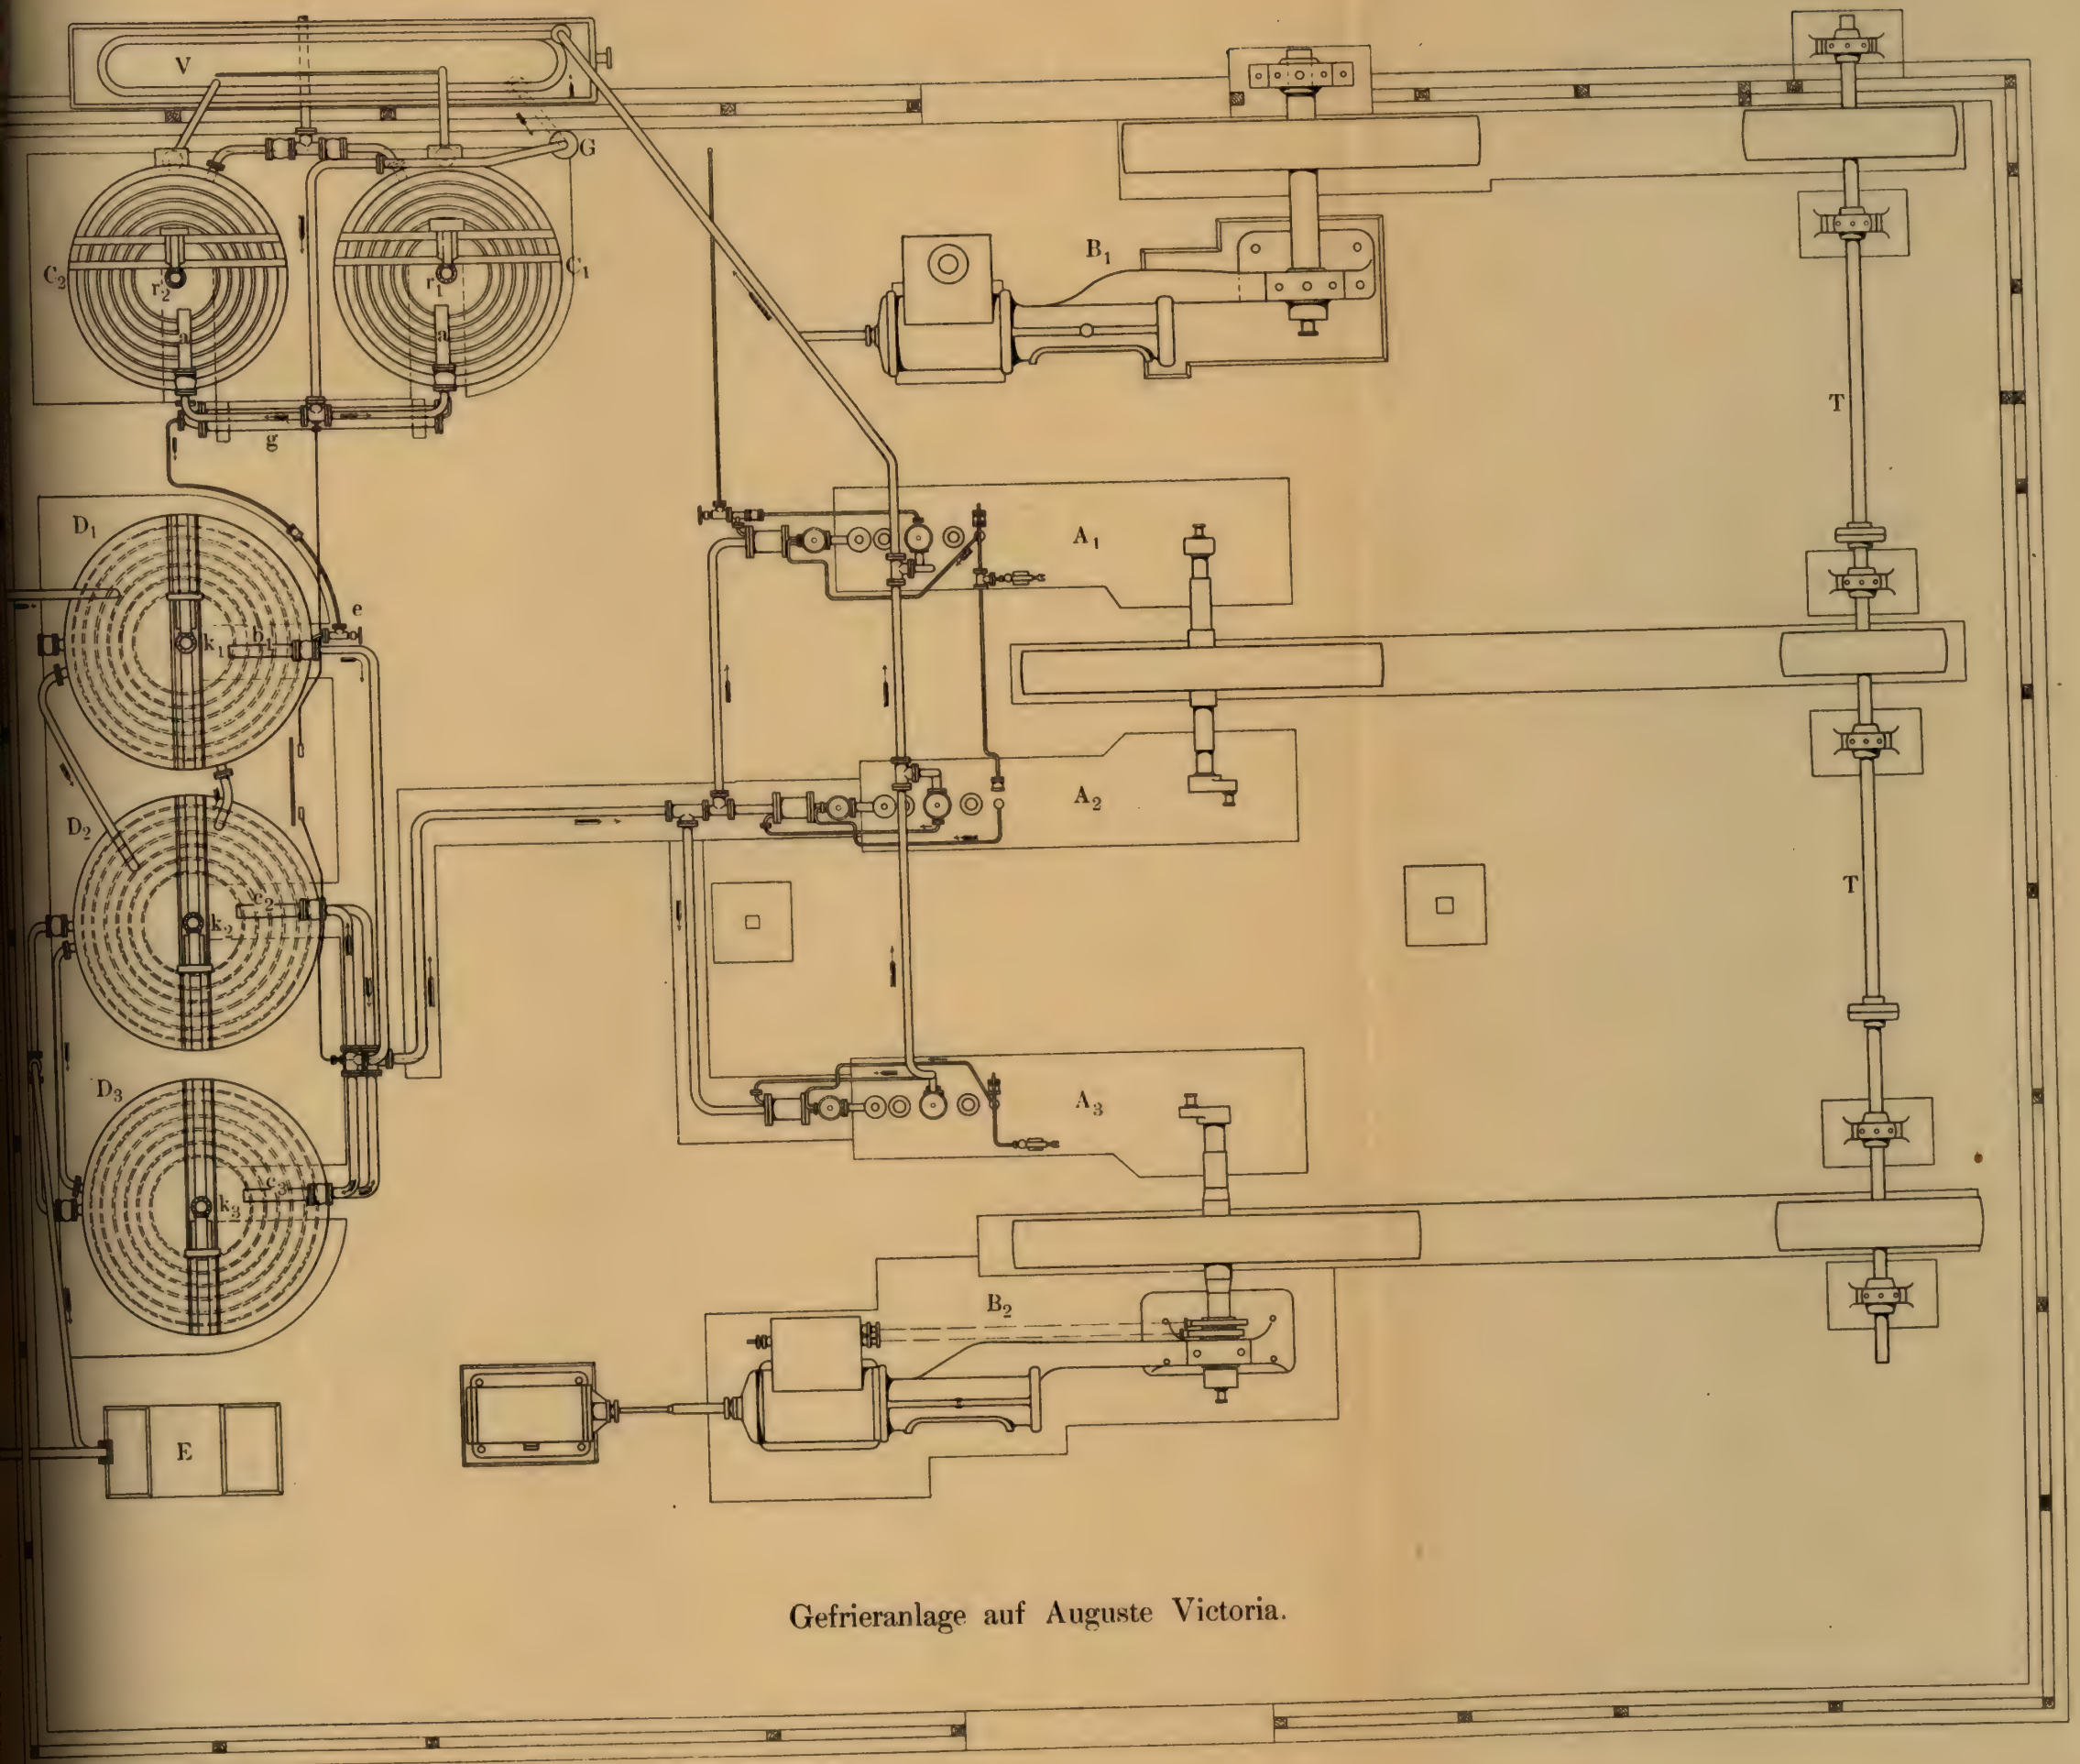 V
G
B₁
C₂
C₁
r₂
r₁
a
a
T
g
D₁
A₁
e
k₁
b₁
D₂
A₂
T
c₂
k₂
D₃
A₃
c₃
k₃
B₂
E
Gefrieranlage auf Auguste Victoria.